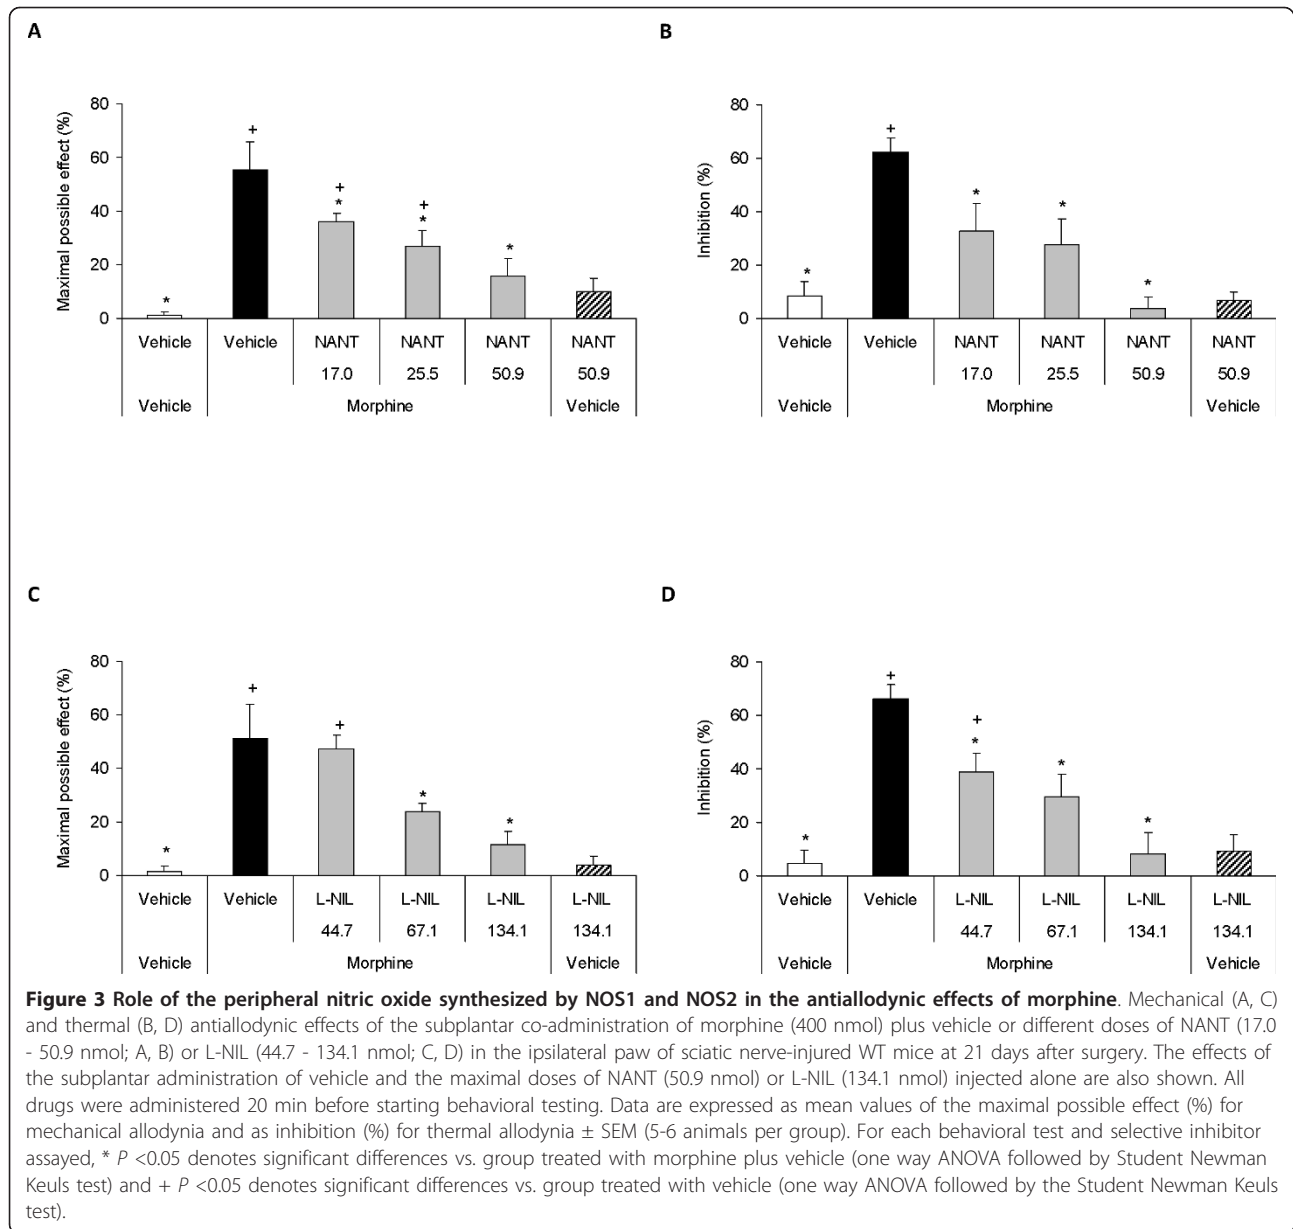 A
B
Maximal possible effect (%)
80
60
40
20
0
*
+
+
*
+
*
*
Vehicle Vehicle NANT NANT NANT NANT
17.0 25.5 50.9 50.9
Vehicle Morphine Vehicle
Inhibition (%)
80
60
40
20
0
*
+
*
*
*
Vehicle Vehicle NANT NANT NANT NANT
17.0 25.5 50.9 50.9
Vehicle Morphine Vehicle
C
D
Maximal possible effect (%)
80
60
40
20
0
*
+
+
*
*
Vehicle Vehicle L-NIL L-NIL L-NIL L-NIL
44.7 67.1 134.1 134.1
Vehicle Morphine Vehicle
Inhibition (%)
80
60
40
20
0
*
+
+
*
*
*
Vehicle Vehicle L-NIL L-NIL L-NIL L-NIL
44.7 67.1 134.1 134.1
Vehicle Morphine Vehicle
Figure 3 Role of the peripheral nitric oxide synthesized by NOS1 and NOS2 in the antiallodynic effects of morphine. Mechanical (A, C)
and thermal (B, D) antiallodynic effects of the subplantar co-administration of morphine (400 nmol) plus vehicle or different doses of NANT (17.0
- 50.9 nmol; A, B) or L-NIL (44.7 - 134.1 nmol; C, D) in the ipsilateral paw of sciatic nerve-injured WT mice at 21 days after surgery. The effects of
the subplantar administration of vehicle and the maximal doses of NANT (50.9 nmol) or L-NIL (134.1 nmol) injected alone are also shown. All
drugs were administered 20 min before starting behavioral testing. Data are expressed as mean values of the maximal possible effect (%) for
mechanical allodynia and as inhibition (%) for thermal allodynia ± SEM (5-6 animals per group). For each behavioral test and selective inhibitor
assayed, * P <0.05 denotes significant differences vs. group treated with morphine plus vehicle (one way ANOVA followed by Student Newman
Keuls test) and + P <0.05 denotes significant differences vs. group treated with vehicle (one way ANOVA followed by the Student Newman Keuls
test).